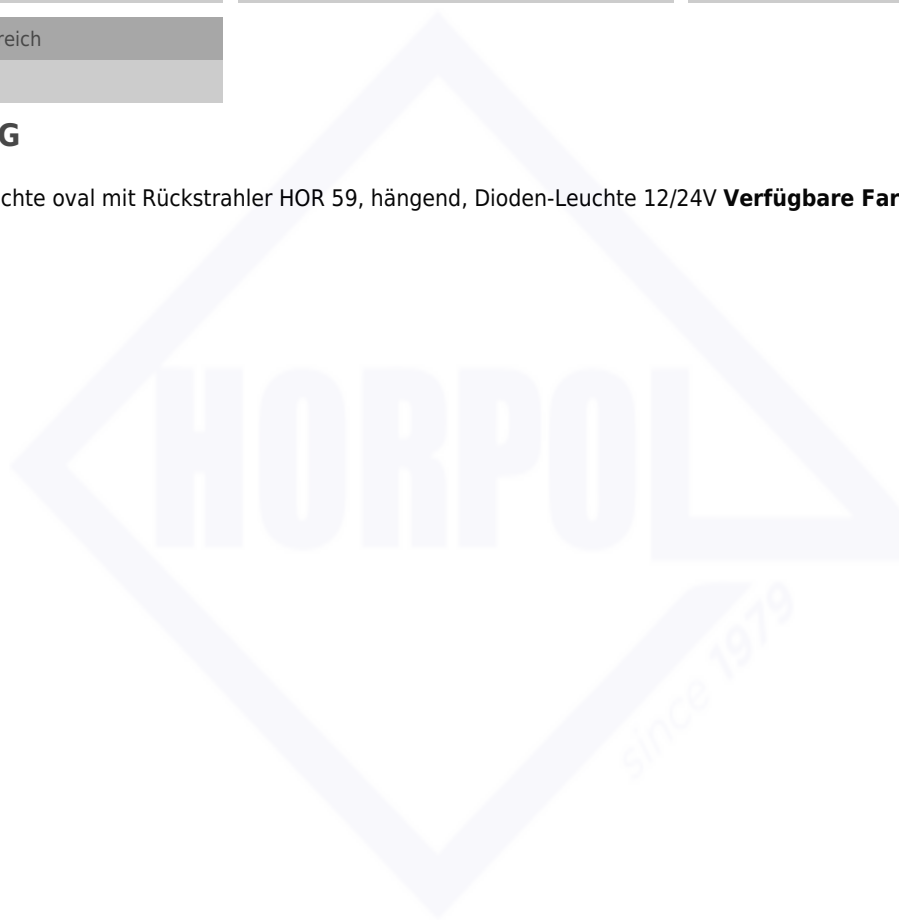 reich
G
chte oval mit Rückstrahler HOR 59, hängend, Dioden-Leuchte 12/24V Verfügbare Far
HORPOL
since 1979